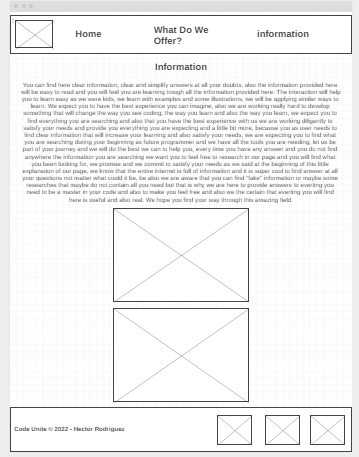 Home
What Do We
Offer?
information
Information
You can find here clear information, clear and simplify answers at all your doubts, also the information provided here
will be easy to read and you will feel you are learning trough all the information provided here. The interaction will help
you to learn easy as we were kids, we learn with examples and some illustrations, we will be applying similar ways to
learn. We expect you to have the best experience you can imagine, also we are working really hard to develop
something that will change the way you see coding, the way you learn and also the way you learn, we expect you to
find everything you are searching and also that you have the best experience with us we are working diligently to
satisfy your needs and provide you everything you are expecting and a little bit more, because you as user needs to
find clear information that will increase your learning and also satisfy your needs, we are expecting you to find what
you are searching during your beginning as future programmer and we have all the tools you are needing, let us be
part of your journey and we will do the best we can to help you, every time you have any answer and you do not find
anywhere the information you are searching we want you to feel free to research in our page and you will find what
you been looking for, we promise and we commit to satisfy your needs as we said at the beginning of this little
explanation of our page, we know that the entire internet is full of information and it is super cool to find answer at all
your questions not matter what could it be, be also we are aware that you can find "fake" information or maybe some
researches that maybe do not contain all you need but that is why we are here to provide answers to everting you
need to be a master in your code and also to make you feel free and also we the certain that everting you will find
here is useful and also real. We hope you find your way through this amazing field.
Code Unite © 2022 - Hector Rodriguez